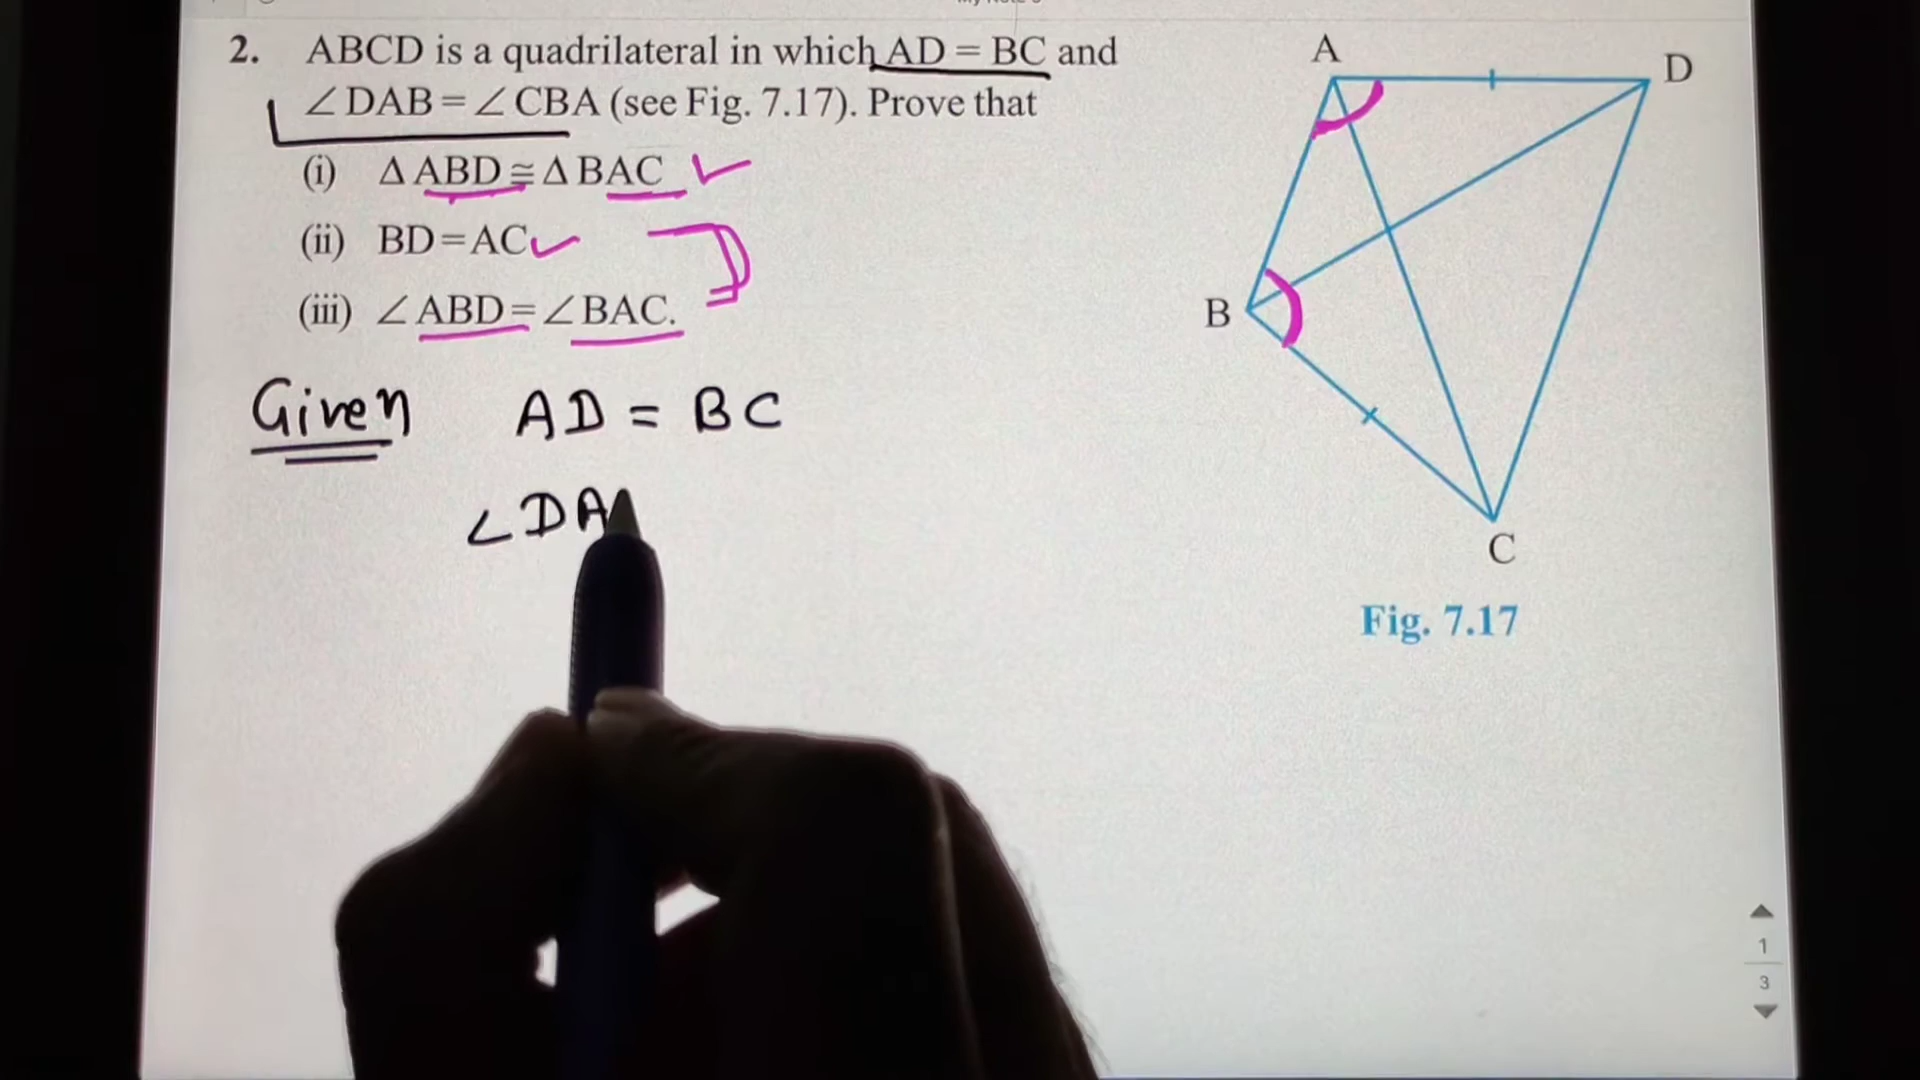 2. ABCD is a quadrilateral in which AD = BC and
∠DAB = ∠CBA (see Fig. 7.17). Prove that
(i) ΔABD ≅ ΔBAC
(ii) BD = AC
(iii) ∠ABD = ∠BAC.
Given AD = BC
∠DA
A
D
B
C
Fig. 7.17
1
3